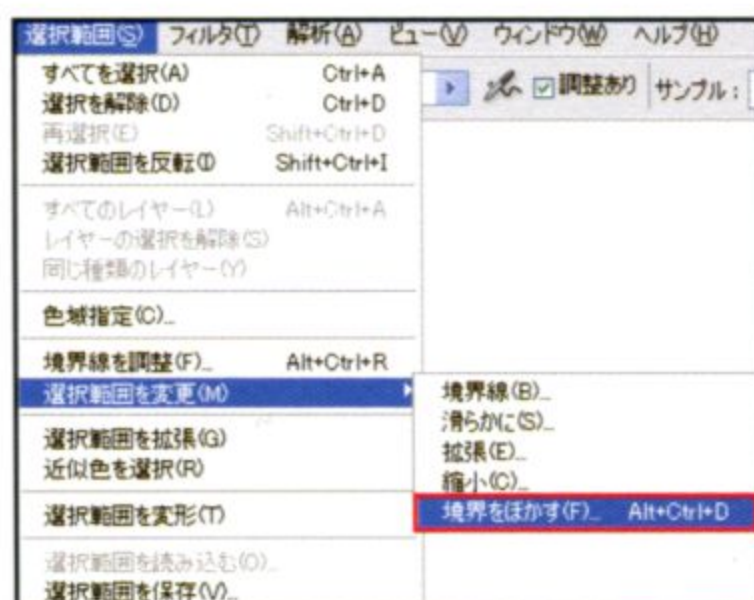 選択範囲(S) フィルタ(T) 解析(A) ビュー(V) ウィンドウ(W) ヘルプ(H)
調整あり サンプル：
すべてを選択(A) Ctrl+A
選択を解除(D) Ctrl+D
再選択(E) Shift+Ctrl+D
選択範囲を反転(I) Shift+Ctrl+I
すべてのレイヤー(L) Alt+Ctrl+A
レイヤーの選択を解除(S)
同じ種類のレイヤー(Y)
色域指定(C)...
境界線を調整(F)... Alt+Ctrl+R
選択範囲を変更(M)
境界線(B)...
滑らかに(S)...
拡張(E)...
縮小(C)...
境界をぼかす(F)... Alt+Ctrl+D
選択範囲を拡張(G)
近似色を選択(R)
選択範囲を変形(T)
選択範囲を読み込む(O)...
選択範囲を保存(V)...